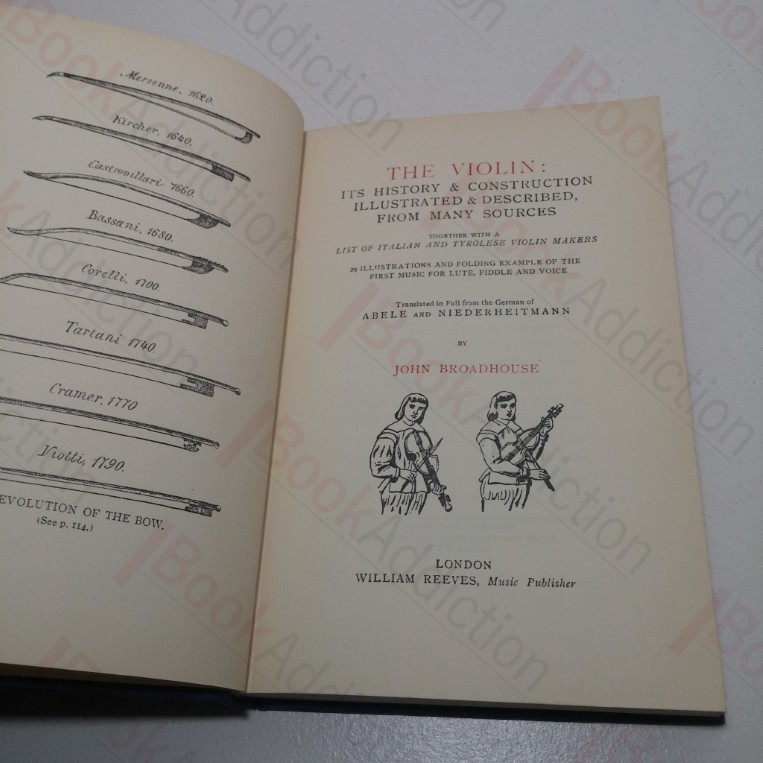 Mersenne. 1620.
Kircher. 1640.
Castrovillari 1660.
Bassani. 1680.
Corelli. 1700.
Tartani 1740
Cramer. 1770
Viotti, 1790.
EVOLUTION OF THE BOW.
(See p. 114.)
THE VIOLIN:
ITS HISTORY & CONSTRUCTION
ILLUSTRATED & DESCRIBED,
FROM MANY SOURCES
TOGETHER WITH A
LIST OF ITALIAN AND TYROLESE VIOLIN MAKERS
29 ILLUSTRATIONS AND FOLDING EXAMPLE OF THE
FIRST MUSIC FOR LUTE, FIDDLE AND VOICE
Translated in Full from the German of
ABELE AND NIEDERHEITMANN
BY
JOHN BROADHOUSE
LONDON
WILLIAM REEVES, Music Publisher
BookAddiction